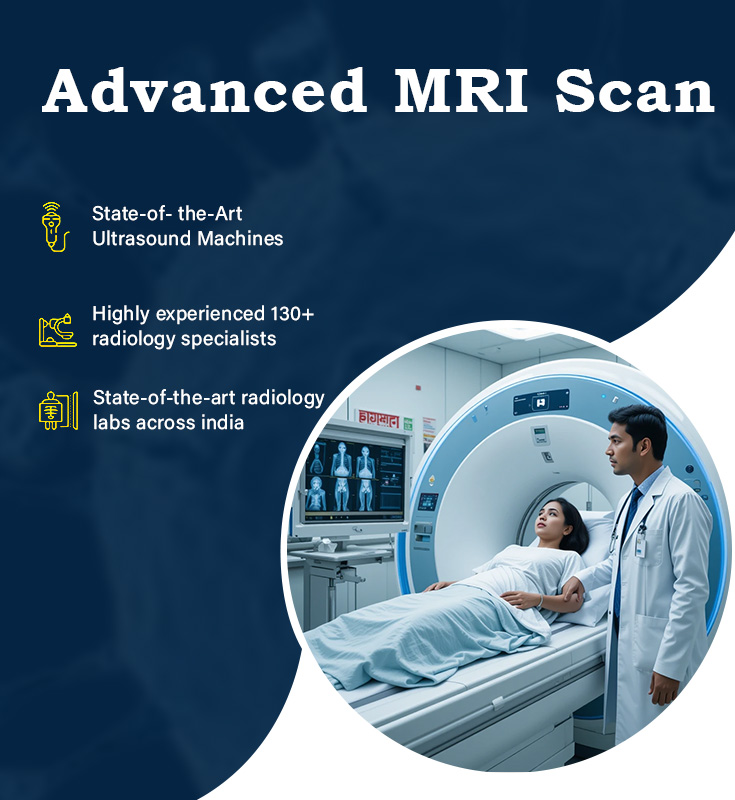 Advanced MRI Scan
State-of- the-Art
Ultrasound Machines
Highly experienced 130+
radiology specialists
State-of-the-art radiology
labs across india